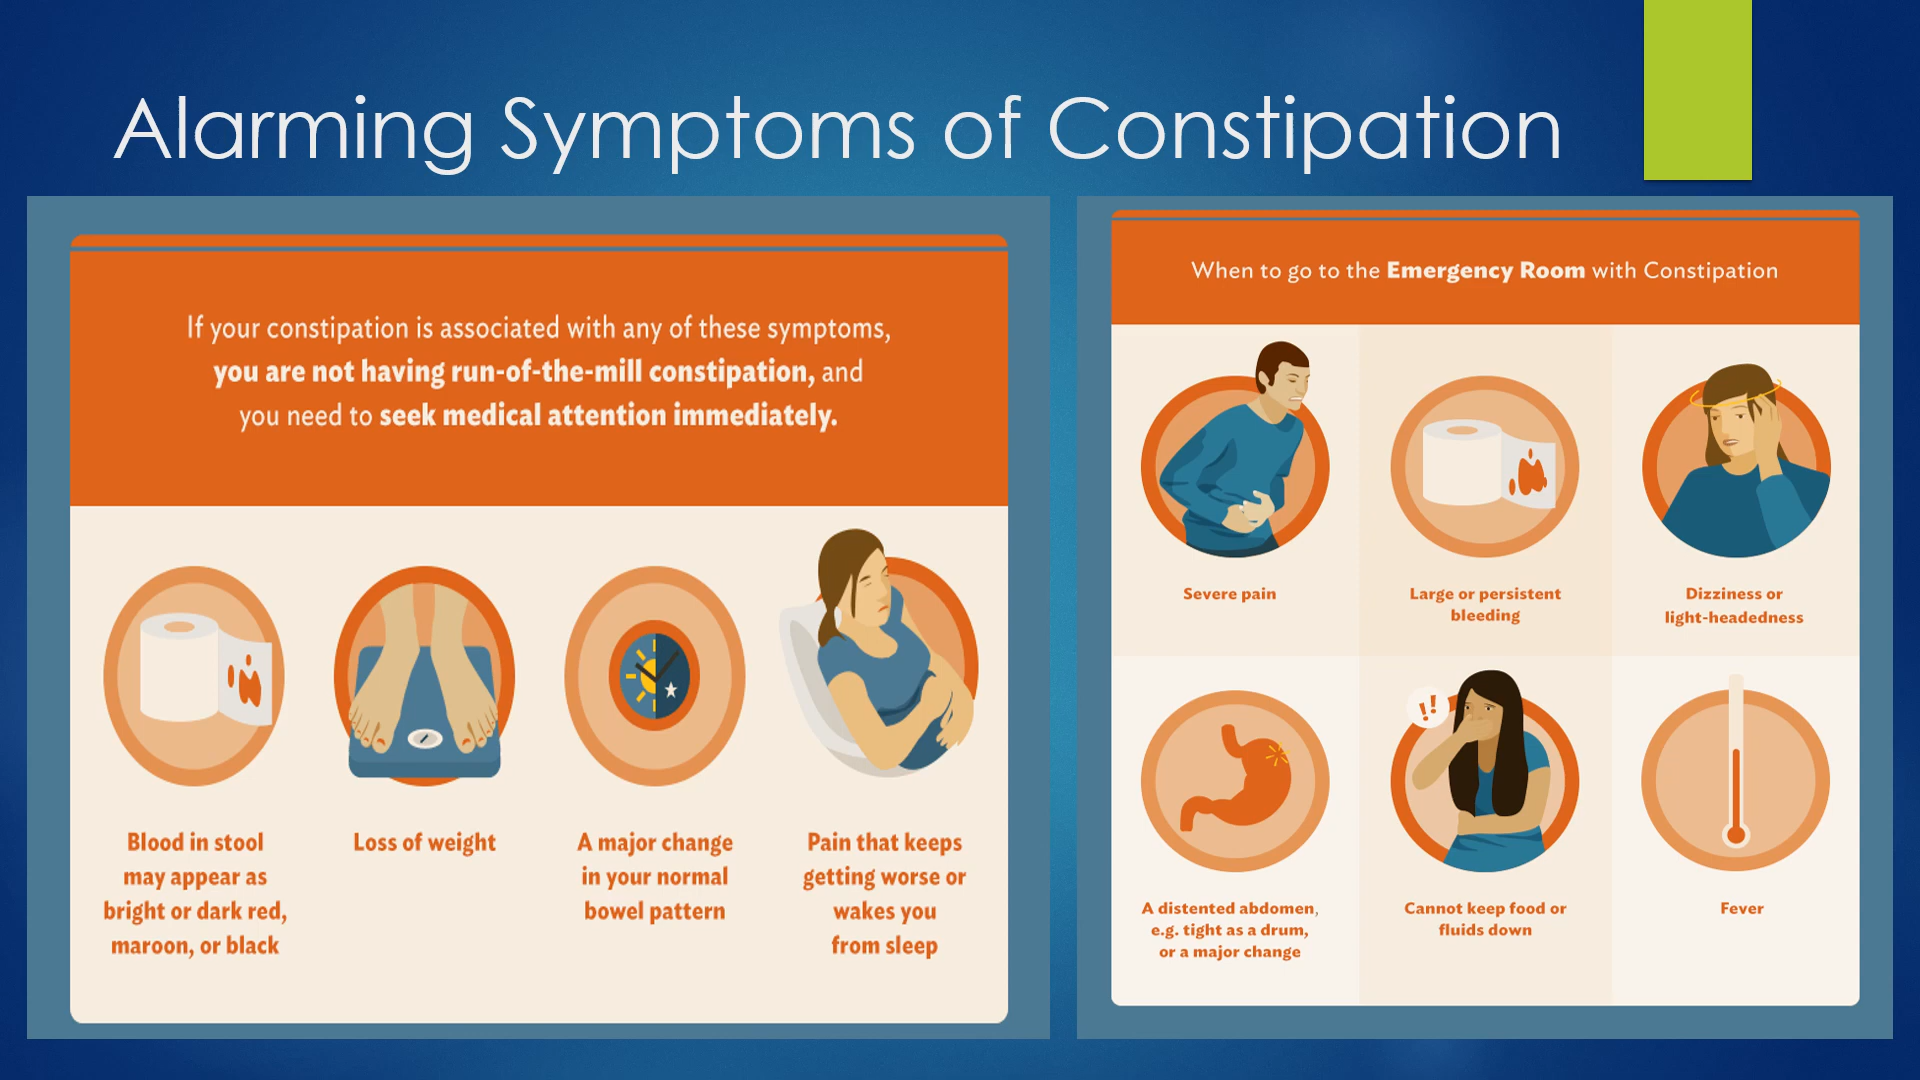 Alarming Symptoms of Constipation
If your constipation is associated with any of these symptoms,
you are not having run-of-the-mill constipation, and
you need to seek medical attention immediately.
Blood in stool
may appear as
bright or dark red,
maroon, or black
Loss of weight
A major change
in your normal
bowel pattern
Pain that keeps
getting worse or
wakes you
from sleep
When to go to the Emergency Room with Constipation
Severe pain
Large or persistent
bleeding
Dizziness or
light-headedness
A distented abdomen,
e.g. tight as a drum,
or a major change
!!
Cannot keep food or
fluids down
Fever